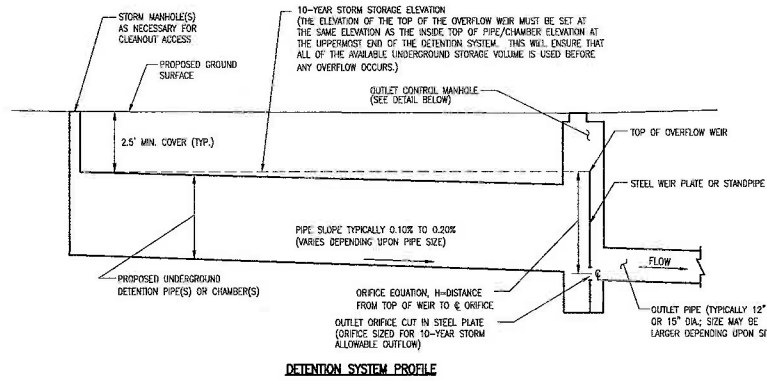 STORM MANHOLE(S)
AS NECESSARY FOR
CLEANOUT ACCESS
10-YEAR STORM STORAGE ELEVATION
(THE ELEVATION OF THE TOP OF THE OVERFLOW WEIR MUST BE SET AT
THE SAME ELEVATION AS THE INSIDE TOP OF PIPE/CHAMBER ELEVATION AT
THE UPPERMOST END OF THE DETENTION SYSTEM. THIS WILL ENSURE THAT
ALL OF THE AVAILABLE UNDERGROUND STORAGE VOLUME IS USED BEFORE
ANY OVERFLOW OCCURS.)
PROPOSED GROUND
SURFACE
OUTLET CONTROL MANHOLE
(SEE DETAIL BELOW)
2.5' MIN. COVER (TYP.)
TOP OF OVERFLOW WEIR
STEEL WEIR PLATE OR STANDPIPE
PIPE SLOPE TYPICALLY 0.10% TO 0.20%
(VARIES DEPENDING UPON PIPE SIZE)
FLOW
℄
PROPOSED UNDERGROUND
DETENTION PIPE(S) OR CHAMBER(S)
ORIFICE EQUATION, H=DISTANCE
FROM TOP OF WEIR TO ℄ ORIFICE
OUTLET ORIFICE CUT IN STEEL PLATE
(ORIFICE SIZED FOR 10-YEAR STORM
ALLOWABLE OUTFLOW)
OUTLET PIPE (TYPICALLY 12"
OR 15" DIA.; SIZE MAY BE
LARGER DEPENDING UPON SI
DETENTION SYSTEM PROFILE